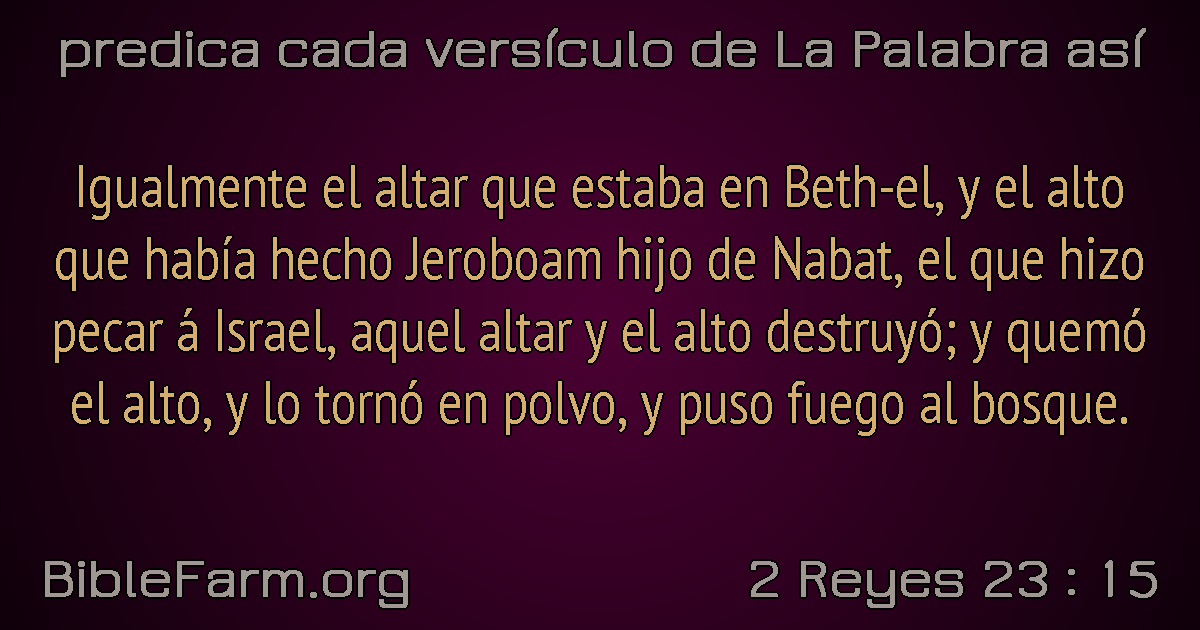 predica cada versículo de La Palabra así
Igualmente el altar que estaba en Beth-el, y el alto
que había hecho Jeroboam hijo de Nabat, el que hizo
pecar á Israel, aquel altar y el alto destruyó; y quemó
el alto, y lo tornó en polvo, y puso fuego al bosque.
BibleFarm.org
2 Reyes 23 : 15